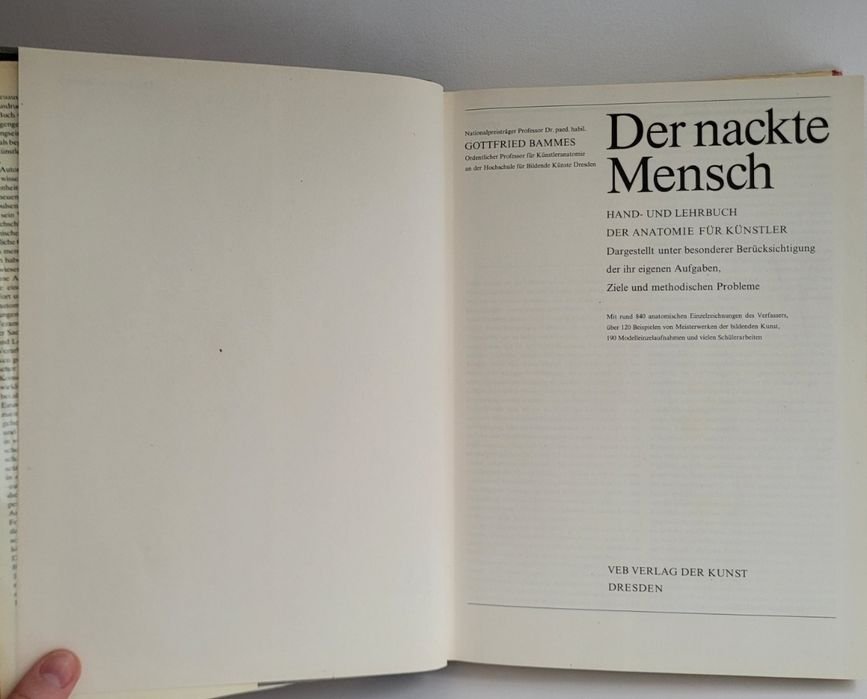 Nationalpreisträger Professor Dr. paed. habil.
GOTTFRIED BAMMES
Ordentlicher Professor für Künstleranatomie
an der Hochschule für Bildende Künste Dresden
Der nackte
Mensch
HAND- UND LEHRBUCH
DER ANATOMIE FÜR KÜNSTLER
Dargestellt unter besonderer Berücksichtigung
der ihr eigenen Aufgaben,
Ziele und methodischen Probleme
Mit rund 840 anatomischen Einzelzeichnungen des Verfassers,
über 120 Beispielen von Meisterwerken der bildenden Kunst,
190 Modelleinzelaufnahmen und vielen Schülerarbeiten
VEB VERLAG DER KUNST
DRESDEN